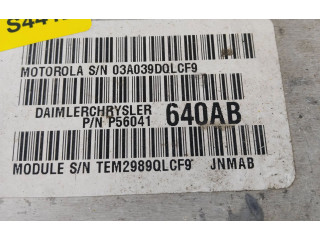 MOTOROLA S/N 03A039DQLCF9
DAIMLERCHRYSLER
P/N P56041 640AB
MODULE S/N TEM2989QLCF9 JNMAB